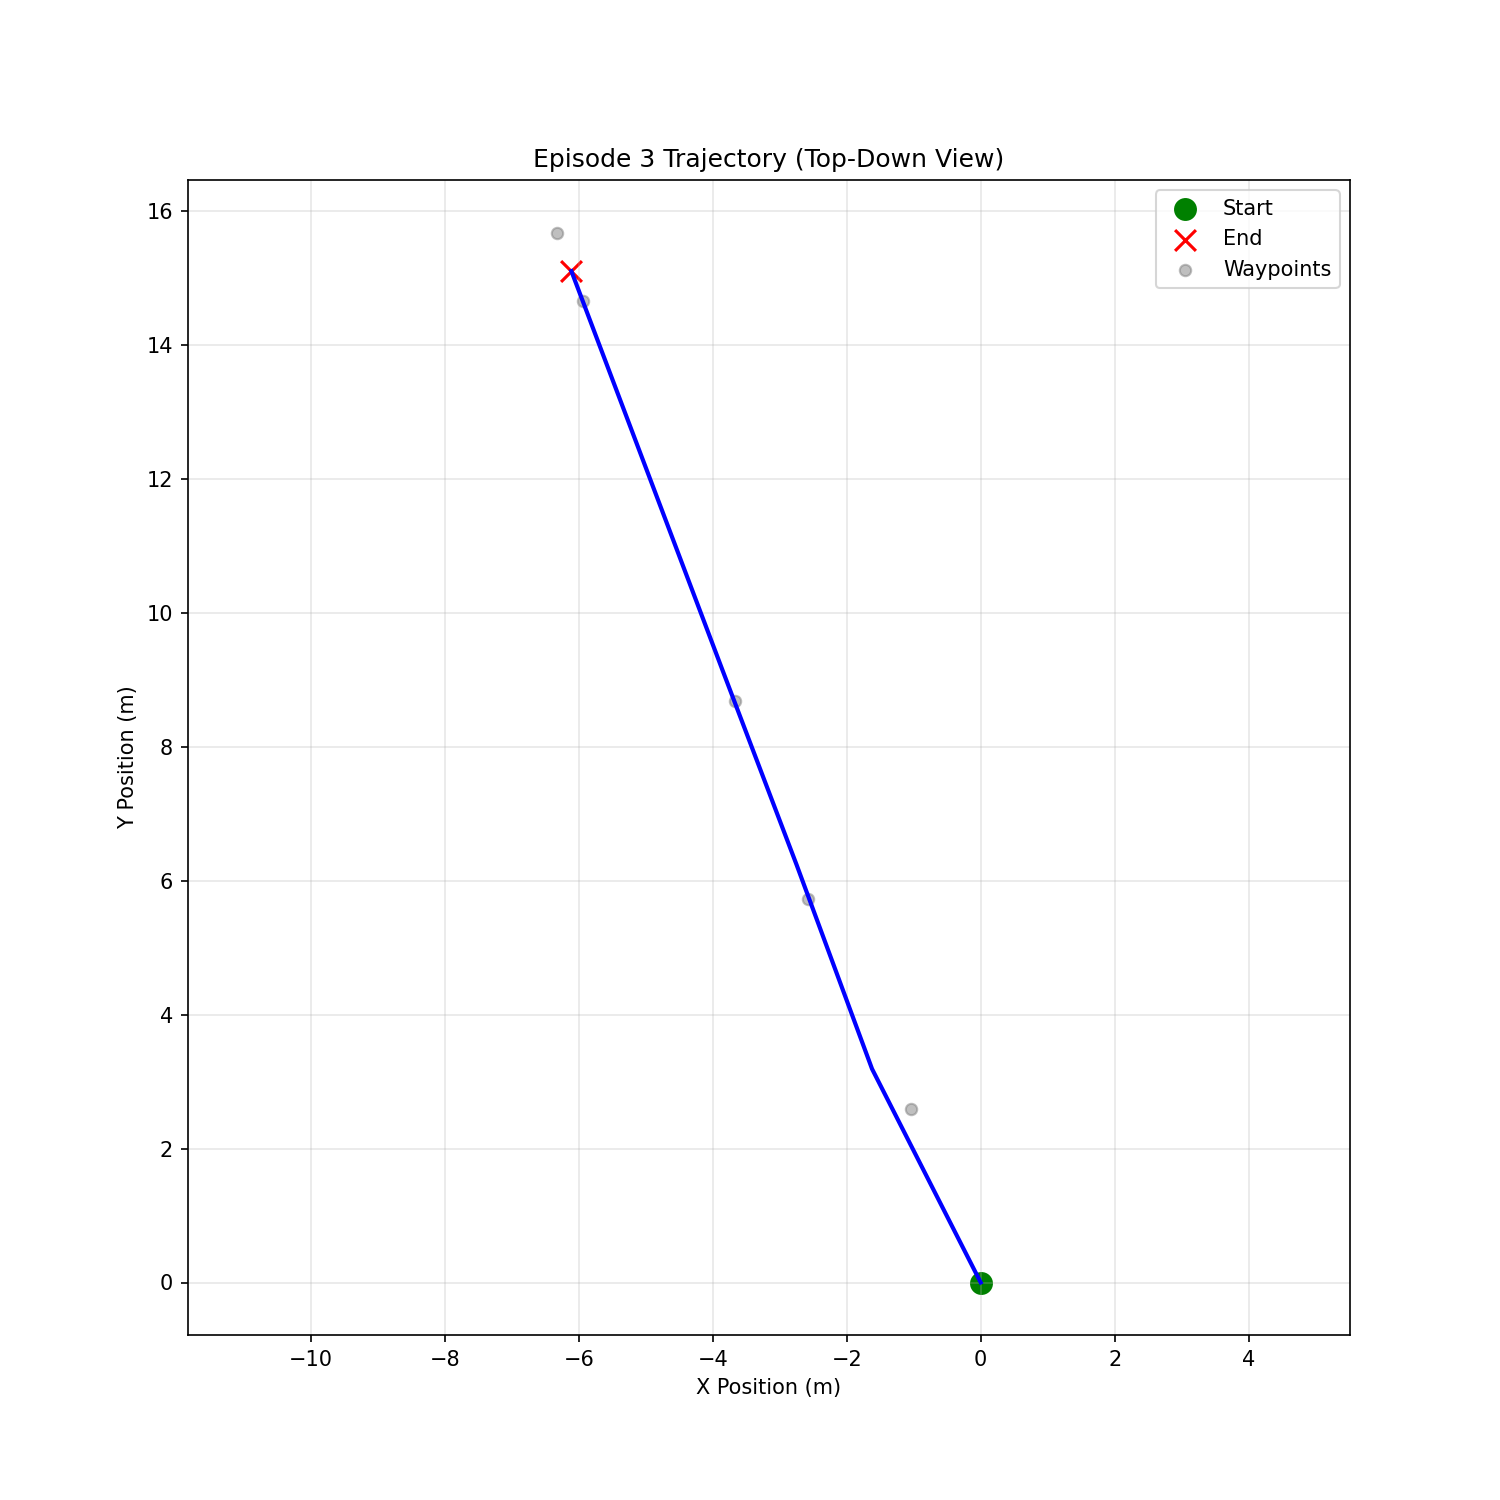 Episode 3 Trajectory (Top-Down View)
Start
End
Waypoints
16
14
12
10
8
6
4
2
0
Y Position (m)
−10 −8 −6 −4 −2 0 2 4
X Position (m)